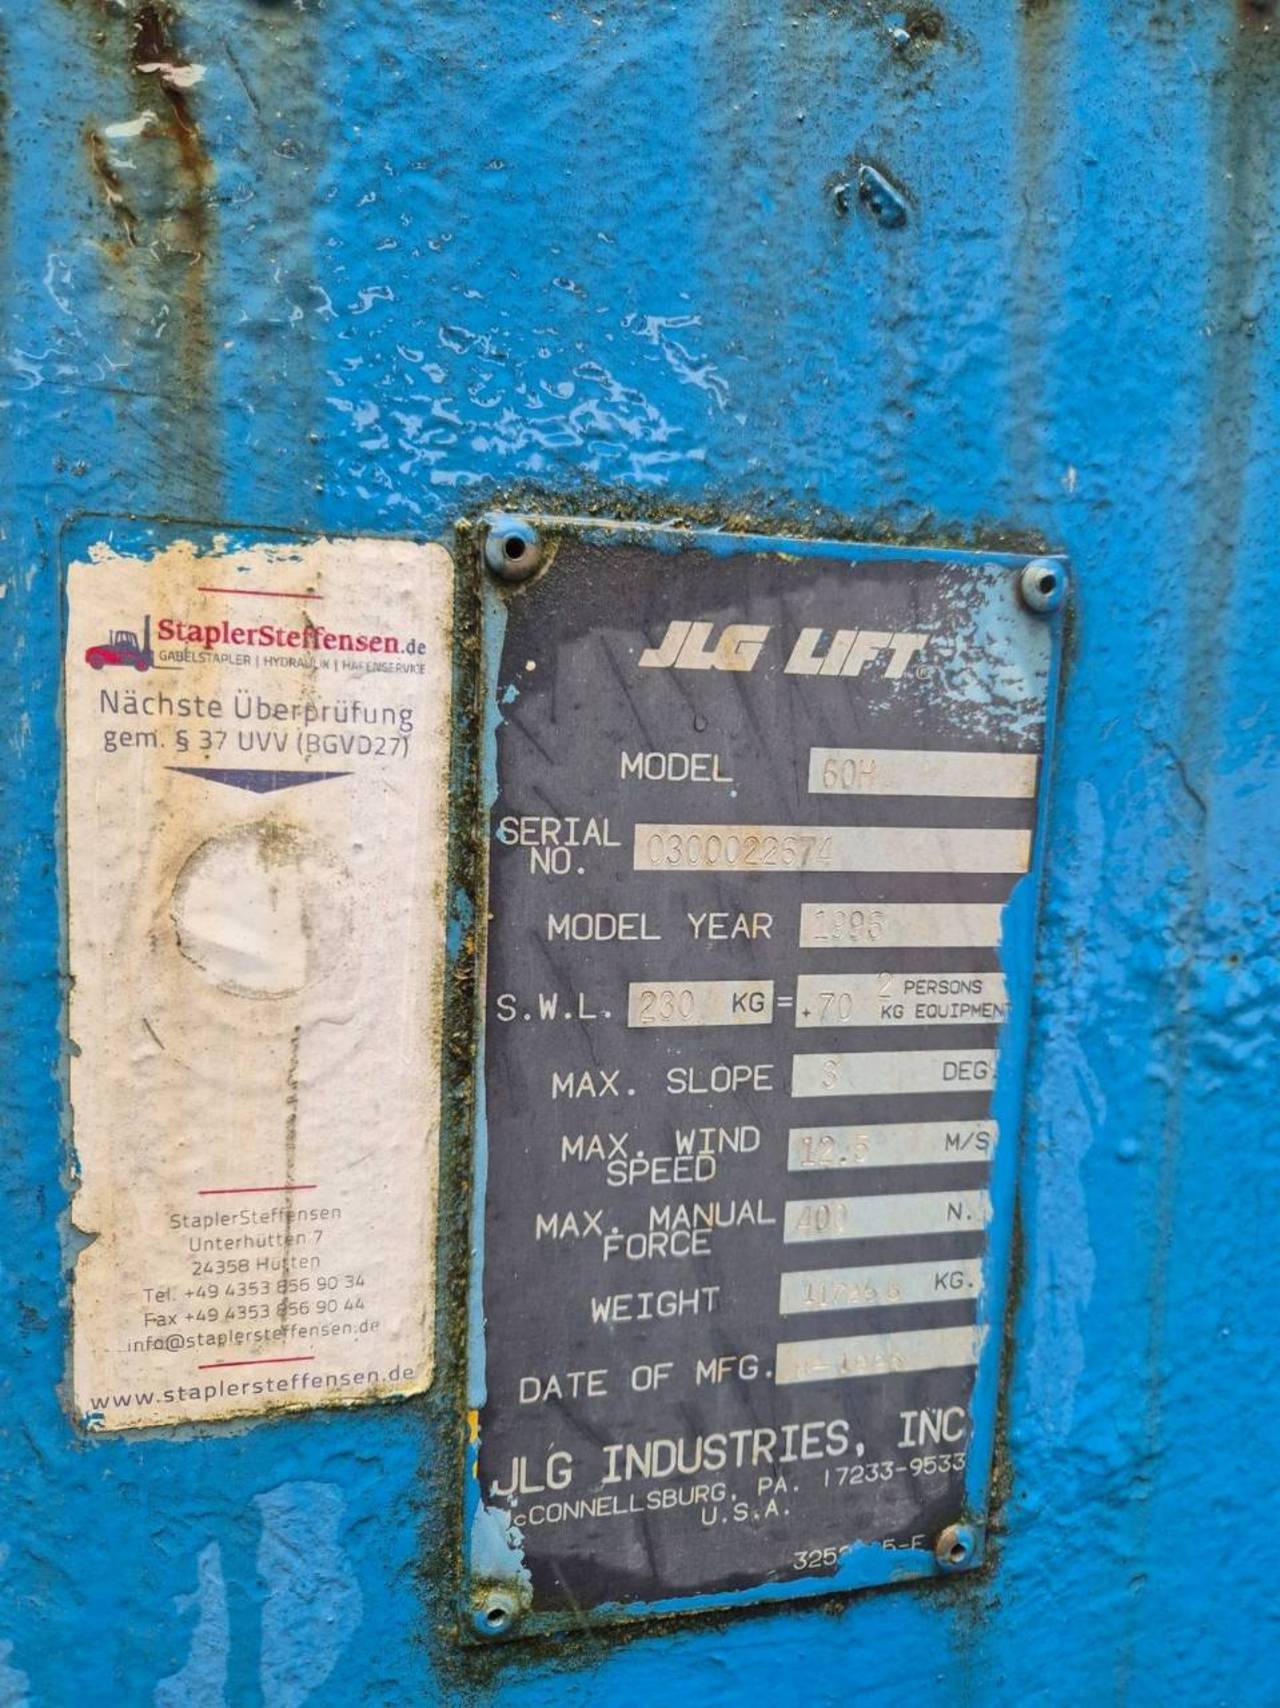 StaplerSteffensen.de
GABELSTAPLER | HYDRAULIK | HAFENSERVICE
Nächste Überprüfung
gem. § 37 UVV (BGVD27)
StaplerSteffensen
Unterhütten 7
24358 Hütten
Tel. +49 4353 856 90 34
Fax +49 4353 856 90 44
info@staplersteffensen.de
www.staplersteffensen.de
JLG LIFT
MODEL 60H
SERIAL NO. 0300022674
MODEL YEAR 1996
S.W.L. 230 KG = 2 PERSONS
+70 KG EQUIPMENT
MAX. SLOPE 3 DEG.
MAX. WIND SPEED 12.5 M/S
MAX. MANUAL FORCE 400 N.
WEIGHT KG.
DATE OF MFG.
JLG INDUSTRIES, INC
McCONNELLSBURG, PA. 17233-9533
U.S.A.